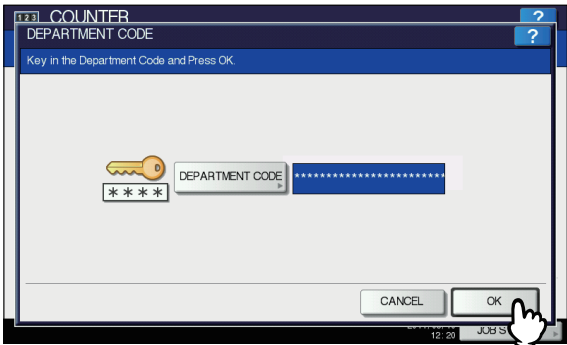 123 COUNTER ?
DEPARTMENT CODE ?
Key in the Department Code and Press OK.
DEPARTMENT CODE ************************
****
CANCEL OK
12:20 JOB S